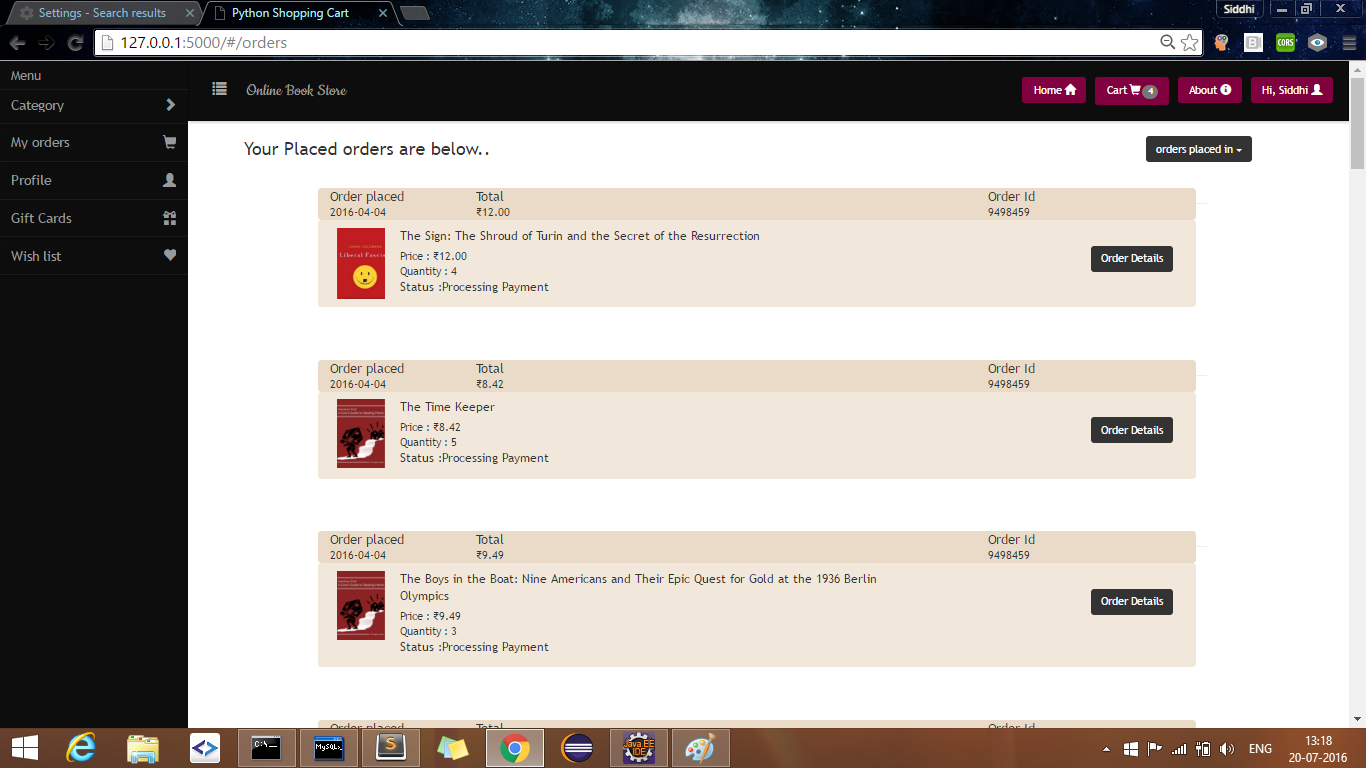 Settings - Search results
Python Shopping Cart
Siddhi
127.0.0.1:5000/#/orders
CORS
Menu
Category
My orders
Profile
Gift Cards
Wish list
Online Book Store
Home
Cart 4
About
Hi, Siddhi
Your Placed orders are below..
orders placed in
Order placed Total Order Id
2016-04-04 ₹12.00 9498459
Liberal Fascis
The Sign: The Shroud of Turin and the Secret of the Resurrection
Price : ₹12.00
Quantity : 4
Status :Processing Payment
Order Details
Order placed Total Order Id
2016-04-04 ₹8.42 9498459
The Time Keeper
Price : ₹8.42
Quantity : 5
Status :Processing Payment
Order Details
Order placed Total Order Id
2016-04-04 ₹9.49 9498459
The Boys in the Boat: Nine Americans and Their Epic Quest for Gold at the 1936 Berlin
Olympics
Price : ₹9.49
Quantity : 3
Status :Processing Payment
Order Details
Order placed Total Order Id
C:\_
MySQL
S
Java EE
IDE
ENG
13:18
20-07-2016